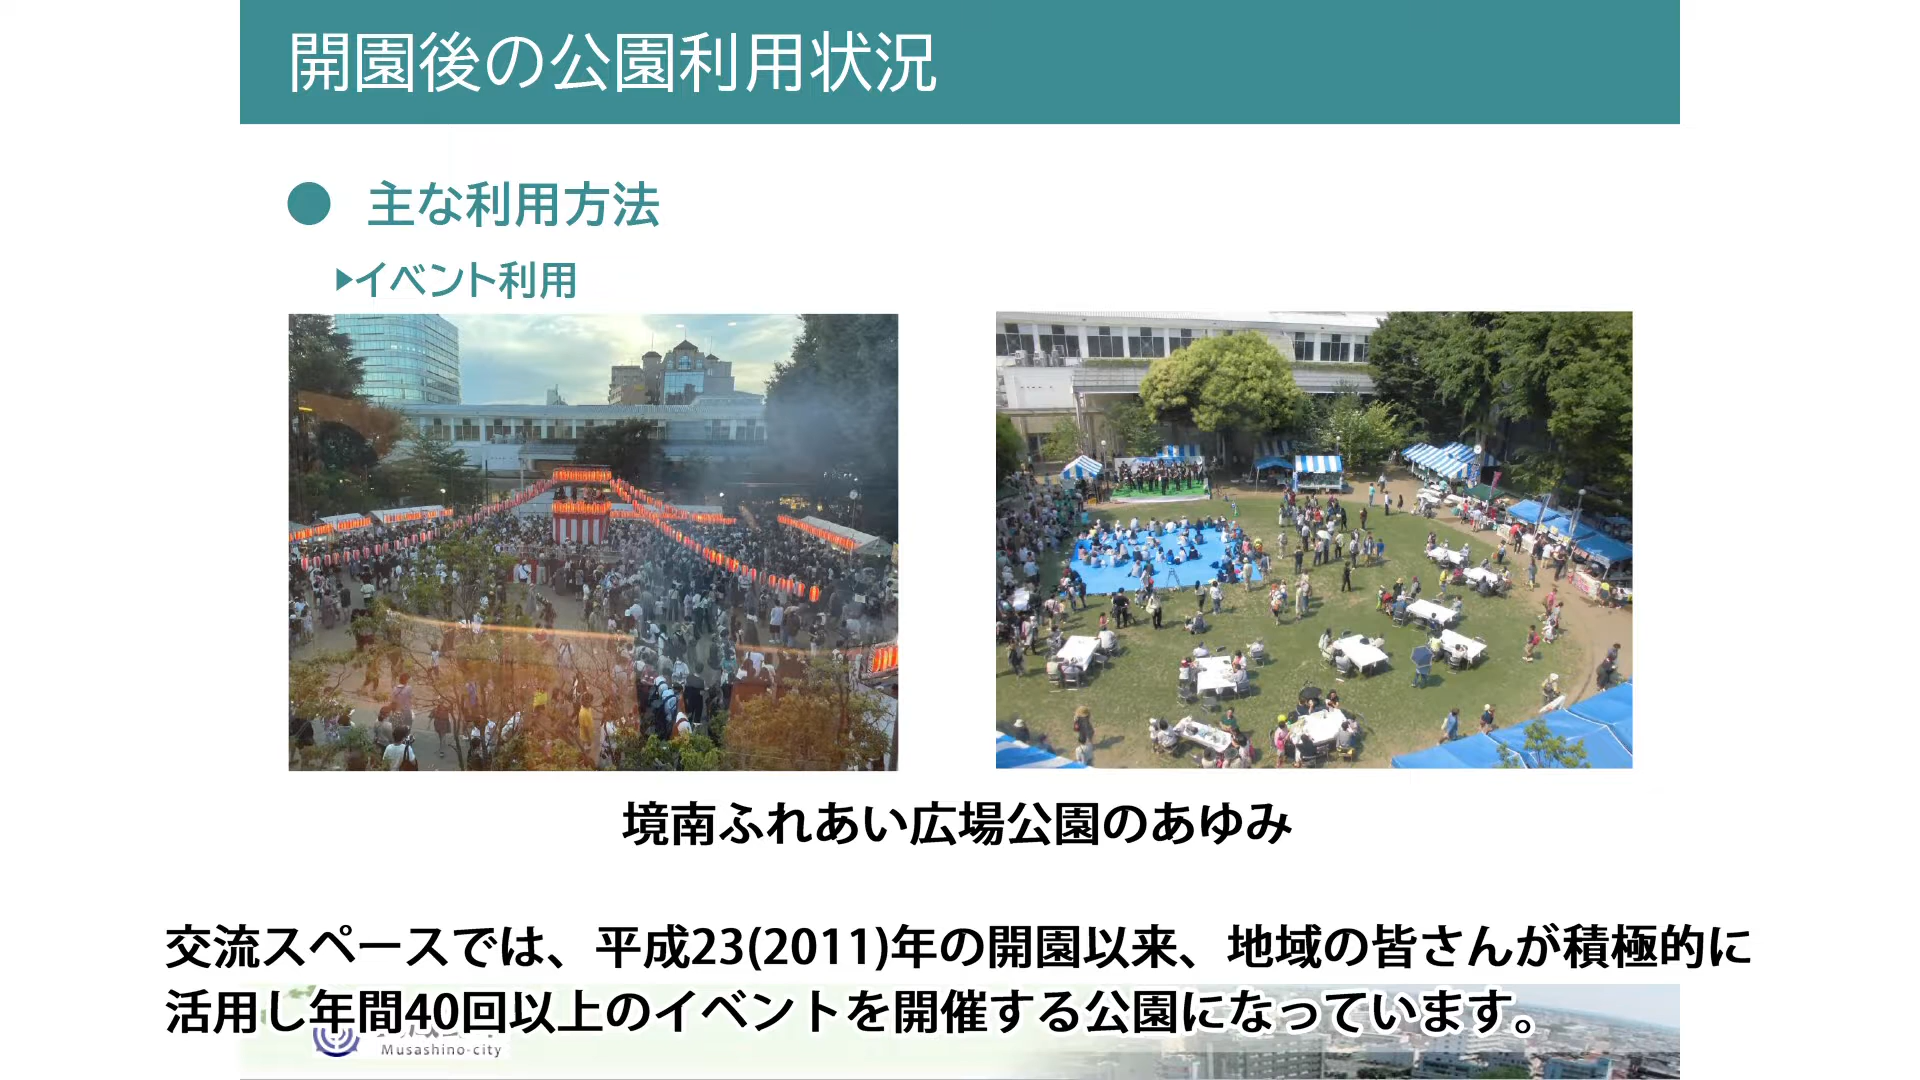 開園後の公園利用状況
● 主な利用方法
▶イベント利用
境南ふれあい広場公園のあゆみ
交流スペースでは、平成23(2011)年の開園以来、地域の皆さんが積極的に
活用し年間40回以上のイベントを開催する公園になっています。
Musashino-city